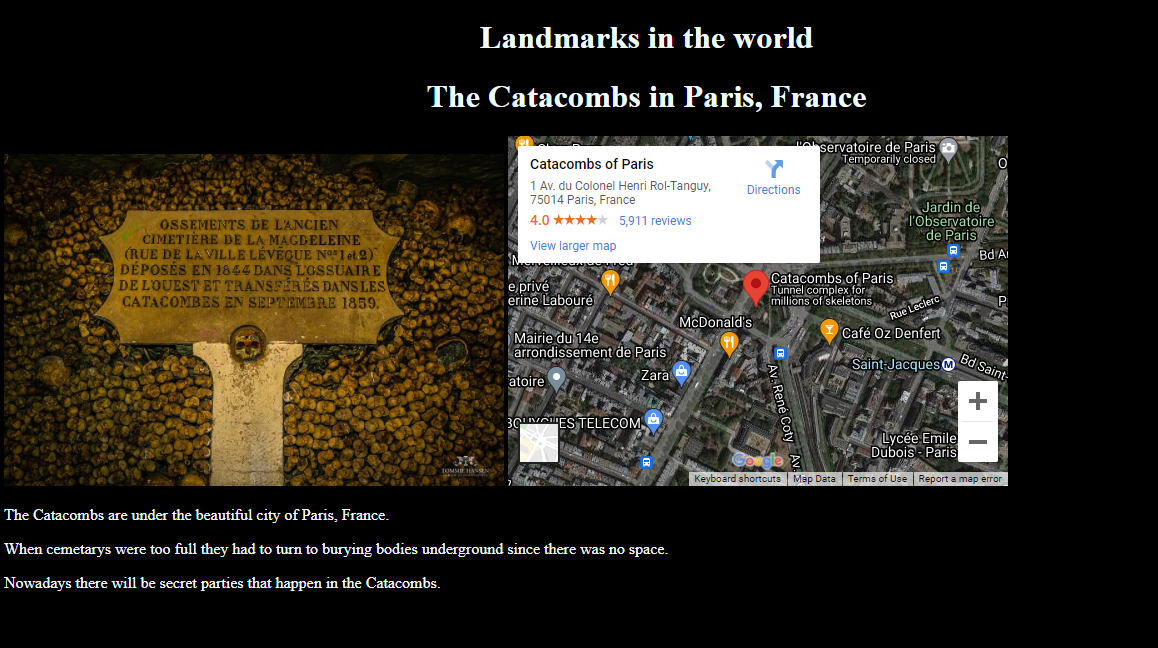 Landmarks in the world
The Catacombs in Paris, France
OSSEMENTS DE L'ANCIEN
CIMETIÈRE DE LA MAGDELEINE
(RUE DE LA VILLE L'ÉVÊQUE Nos 1 et 2)
DÉPOSÉS EN 1844 DANS L'OSSUAIRE
DE L'OUEST ET TRANSFÉRÉS DANS LES
CATACOMBES EN SEPTEMBRE 1859.
TOMMIE HANSEN
l'Observatoire de Paris
Temporarily closed
Catacombs of Paris
Directions
1 Av. du Colonel Henri Rol-Tanguy,
75014 Paris, France
4.0 5,911 reviews
View larger map
Jardin de
l'Observatoire
de Paris
Bd Ar
e privé
erine Labouré
Catacombs of Paris
Tunnel complex for
millions of skeletons
Rue Leclerc
McDonald's
Café Oz Denfert
Mairie du 14e
arrondissement de Paris
Saint-Jacques M
Bd Saint-
Zara
atoire
Av. René Coty
BOUYGUES TELECOM
Lycée Emile
Dubois - Paris
Av.
Google
Keyboard shortcuts
Map Data
Terms of Use
Report a map error
The Catacombs are under the beautiful city of Paris, France.
When cemetarys were too full they had to turn to burying bodies underground since there was no space.
Nowadays there will be secret parties that happen in the Catacombs.